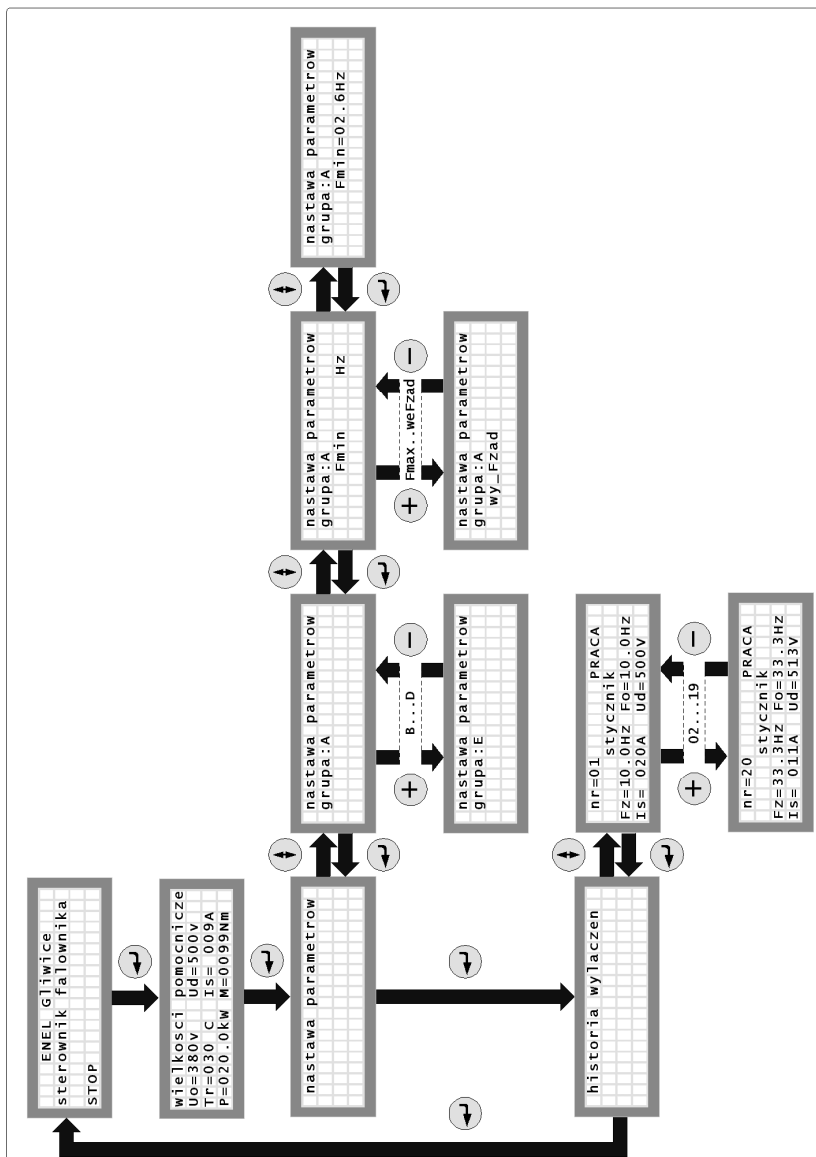 ENEL Gliwice
sterownik falownika
STOP
wielkosci pomocnicze
Uo=380v Ud=500v
Tr=030 C Is= 009A
P=020.0kW M=0099Nm
nastawa parametrow
nastawa parametrow
grupa:A
+ B...D −
nastawa parametrow
grupa:E
nastawa parametrow
grupa:A
Fmin Hz
+ Fmax..weFzad −
nastawa parametrow
grupa:A
wy_Fzad
nastawa parametrow
grupa:A
Fmin=02.6Hz
historia wylaczen
nr=01 PRACA
stycznik
Fz=10.0Hz Fo=10.0Hz
Is= 020A Ud=500V
+ 02...19 −
nr=20 PRACA
stycznik
Fz=33.3Hz Fo=33.3Hz
Is= 011A Ud=513V